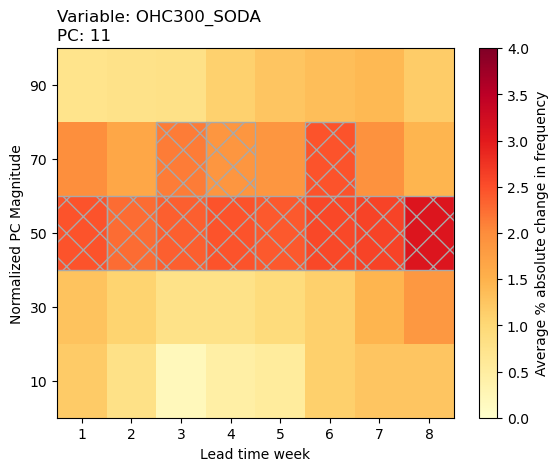 Variable: OHC300_SODA
PC: 11
4.0
3.5
3.0
2.5
2.0
1.5
1.0
0.5
0.0
Average % absolute change in frequency
Normalized PC Magnitude
90
70
50
30
10
1 2 3 4 5 6 7 8
Lead time week